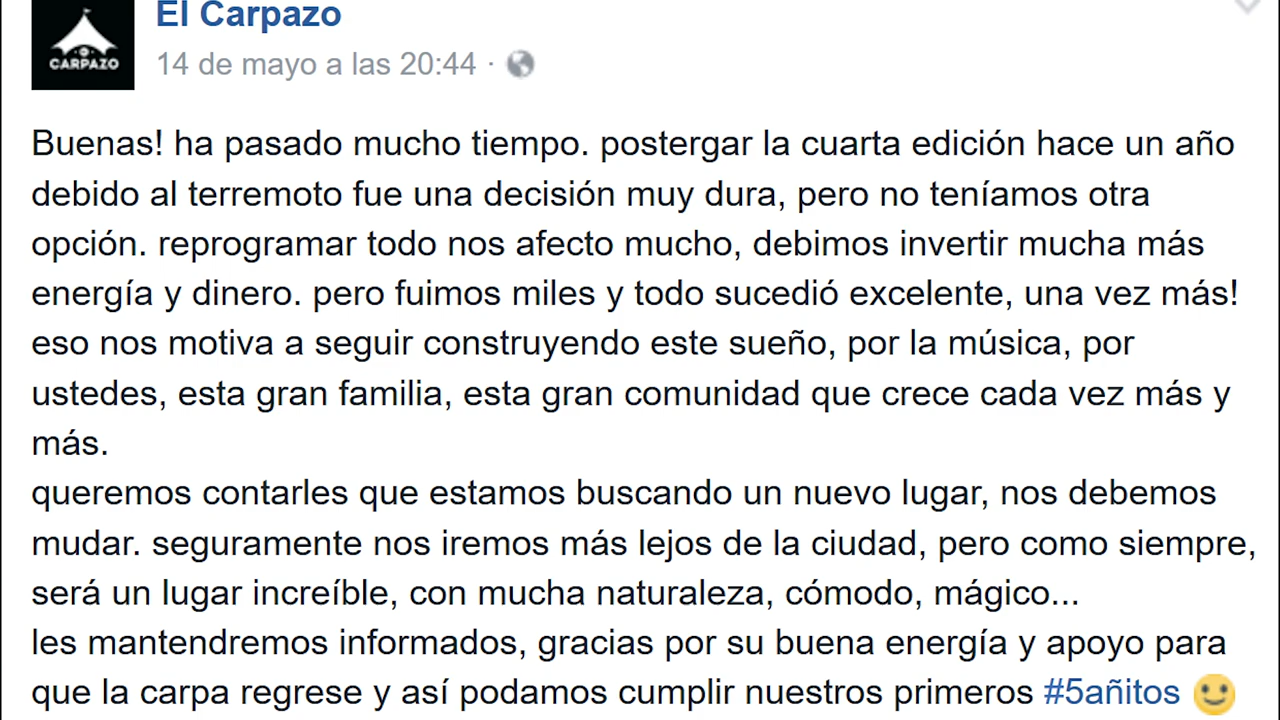 El Carpazo
CARPAZO
14 de mayo a las 20:44 ·
Buenas! ha pasado mucho tiempo. postergar la cuarta edición hace un año
debido al terremoto fue una decisión muy dura, pero no teníamos otra
opción. reprogramar todo nos afecto mucho, debimos invertir mucha más
energía y dinero. pero fuimos miles y todo sucedió excelente, una vez más!
eso nos motiva a seguir construyendo este sueño, por la música, por
ustedes, esta gran familia, esta gran comunidad que crece cada vez más y
más.
queremos contarles que estamos buscando un nuevo lugar, nos debemos
mudar. seguramente nos iremos más lejos de la ciudad, pero como siempre,
será un lugar increíble, con mucha naturaleza, cómodo, mágico...
les mantendremos informados, gracias por su buena energía y apoyo para
que la carpa regrese y así podamos cumplir nuestros primeros #5añitos